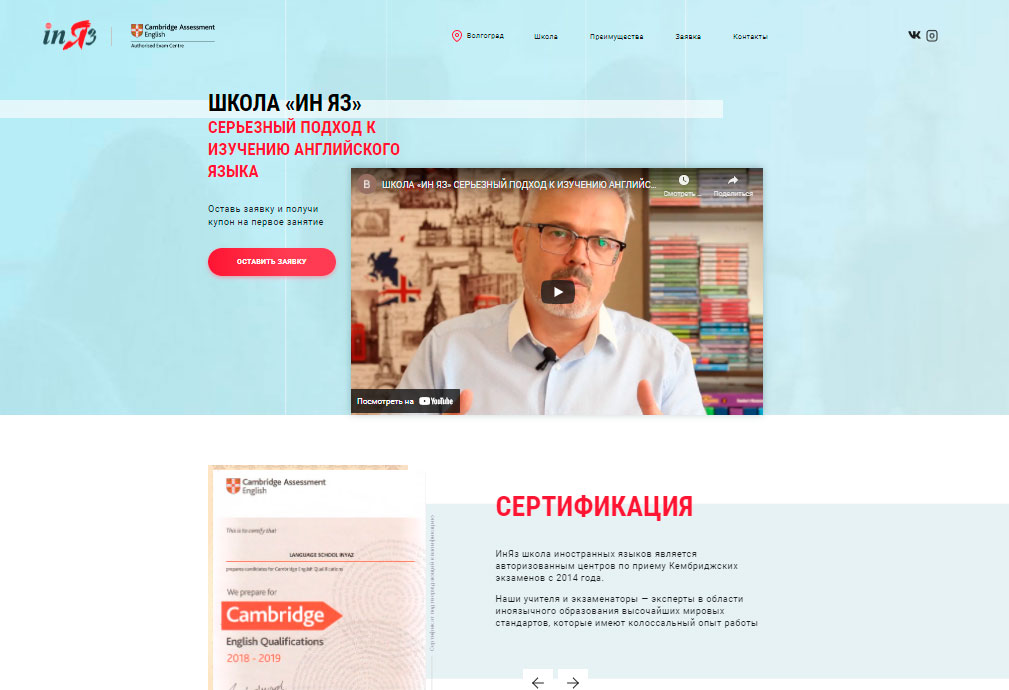 inЯз
Cambridge Assessment
English
Authorised Exam Centre
Волгоград
Школа
Преимущества
Заявка
Контакты
ШКОЛА «ИН ЯЗ»
СЕРЬЕЗНЫЙ ПОДХОД К
ИЗУЧЕНИЮ АНГЛИЙСКОГО
ЯЗЫКА
Оставь заявку и получи
купон на первое занятие
ОСТАВИТЬ ЗАЯВКУ
В
ШКОЛА «ИН ЯЗ» СЕРЬЕЗНЫЙ ПОДХОД К ИЗУЧЕНИЮ АНГЛИЙС...
Смотреть ...
Поделиться
Посмотреть на YouTube
Cambridge Assessment
English
This is to certify that
LANGUAGE SCHOOL INYAZ
prepares candidates for Cambridge English Qualifications
We prepare for
Cambridge
English Qualifications
2018 - 2019
СЕРТИФИКАЦИЯ
ИнЯз школа иностранных языков является
авторизованным центров по приему Кембриджских
экзаменов с 2014 года.
Наши учителя и экзаменаторы — эксперты в области
иноязычного образования высочайших мировых
стандартов, которые имеют колоссальный опыт работы